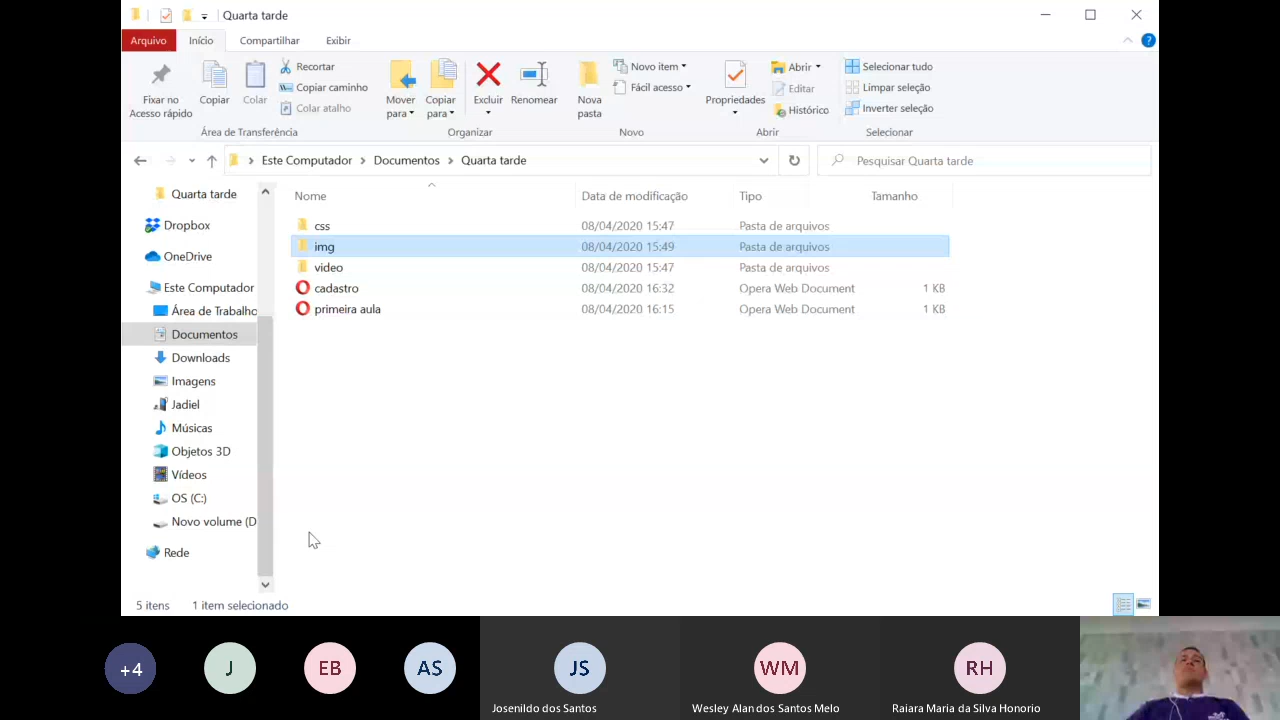 Quarta tarde
Arquivo Início Compartilhar Exibir ?
Fixar no Acesso rápido
Copiar
Colar
Recortar
Copiar caminho
Colar atalho
Área de Transferência
Mover para
Copiar para
Excluir
Renomear
Organizar
Nova pasta
Novo item
Fácil acesso
Novo
Propriedades
Abrir
Editar
Histórico
Abrir
Selecionar tudo
Limpar seleção
Inverter seleção
Selecionar
Este Computador > Documentos > Quarta tarde
Pesquisar Quarta tarde
Quarta tarde
Dropbox
OneDrive
Este Computador
Área de Trabalho
Documentos
Downloads
Imagens
Jadiel
Músicas
Objetos 3D
Vídeos
OS (C:)
Novo volume (D
Rede
Nome Data de modificação Tipo Tamanho
css 08/04/2020 15:47 Pasta de arquivos
img 08/04/2020 15:49 Pasta de arquivos
video 08/04/2020 15:47 Pasta de arquivos
cadastro 08/04/2020 16:32 Opera Web Document 1 KB
primeira aula 08/04/2020 16:15 Opera Web Document 1 KB
5 itens 1 item selecionado
+4 J EB AS JS WM RH
Josenildo dos Santos Wesley Alan dos Santos Melo Raiara Maria da Silva Honorio